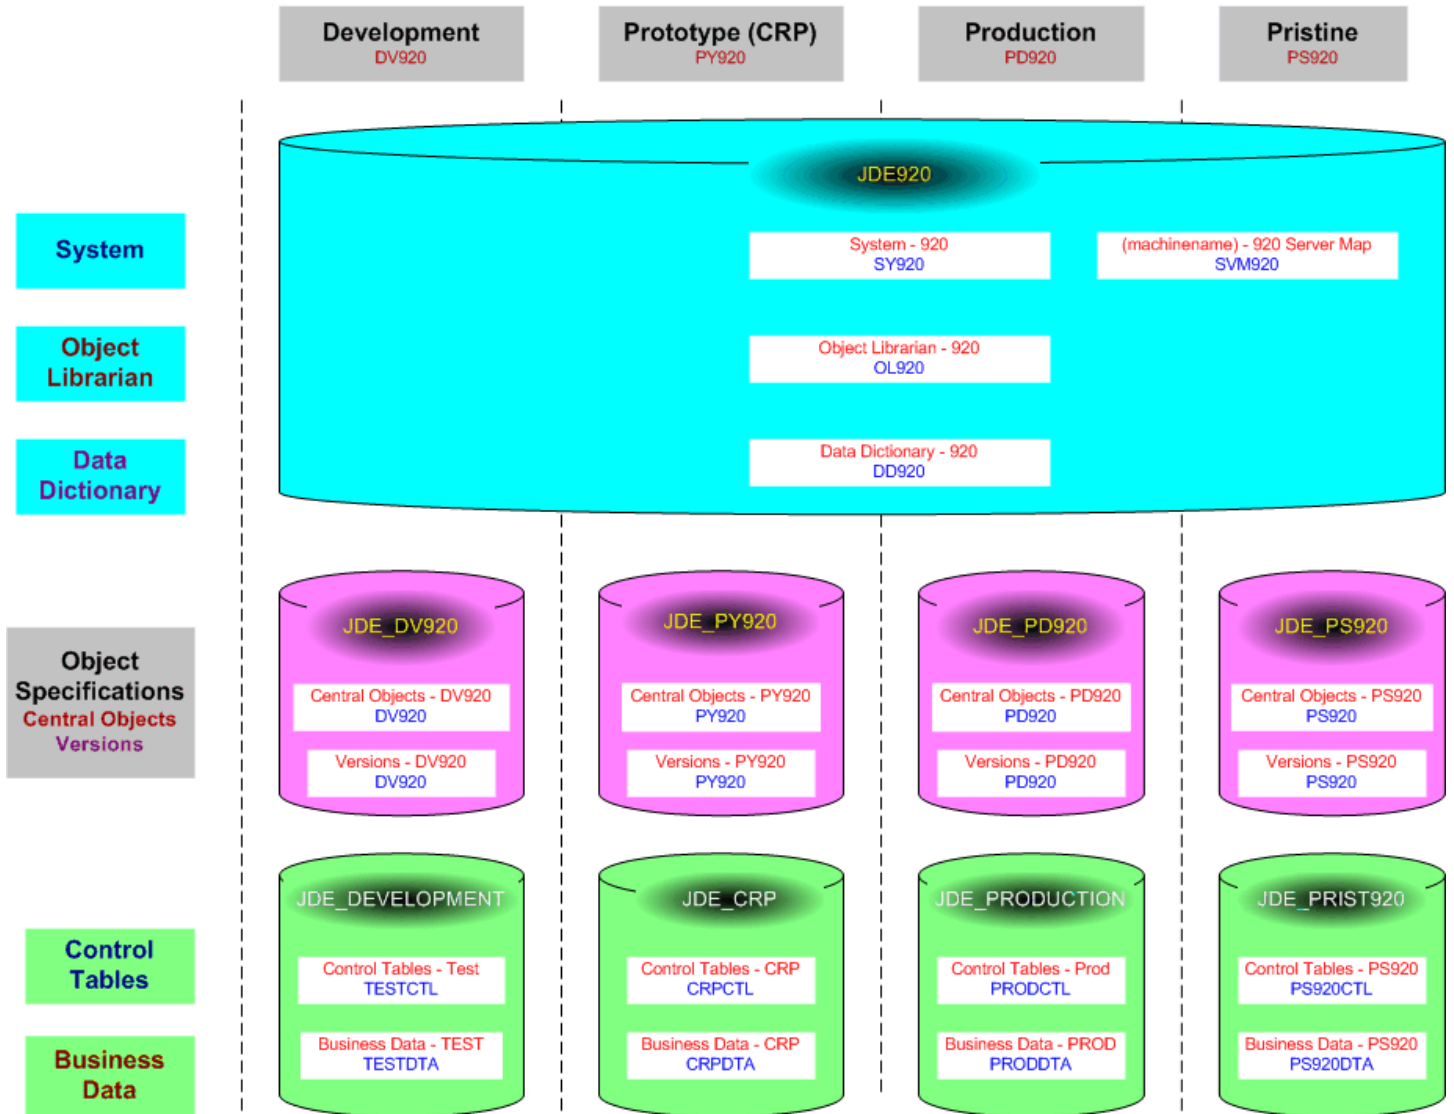 Development
DV920
Prototype (CRP)
PY920
Production
PD920
Pristine
PS920
JDE920
System
System - 920
SY920
(machinename) - 920 Server Map
SVM920
Object
Librarian
Object Librarian - 920
OL920
Data
Dictionary
Data Dictionary - 920
DD920
Object
Specifications
Central Objects
Versions
JDE_DV920
Central Objects - DV920
DV920
Versions - DV920
DV920
JDE_PY920
Central Objects - PY920
PY920
Versions - PY920
PY920
JDE_PD920
Central Objects - PD920
PD920
Versions - PD920
PD920
JDE_PS920
Central Objects - PS920
PS920
Versions - PS920
PS920
Control
Tables
Business
Data
JDE_DEVELOPMENT
Control Tables - Test
TESTCTL
Business Data - TEST
TESTDTA
JDE_CRP
Control Tables - CRP
CRPCTL
Business Data - CRP
CRPDTA
JDE_PRODUCTION
Control Tables - Prod
PRODCTL
Business Data - PROD
PRODDTA
JDE_PRIST920
Control Tables - PS920
PS920CTL
Business Data - PS920
PS920DTA